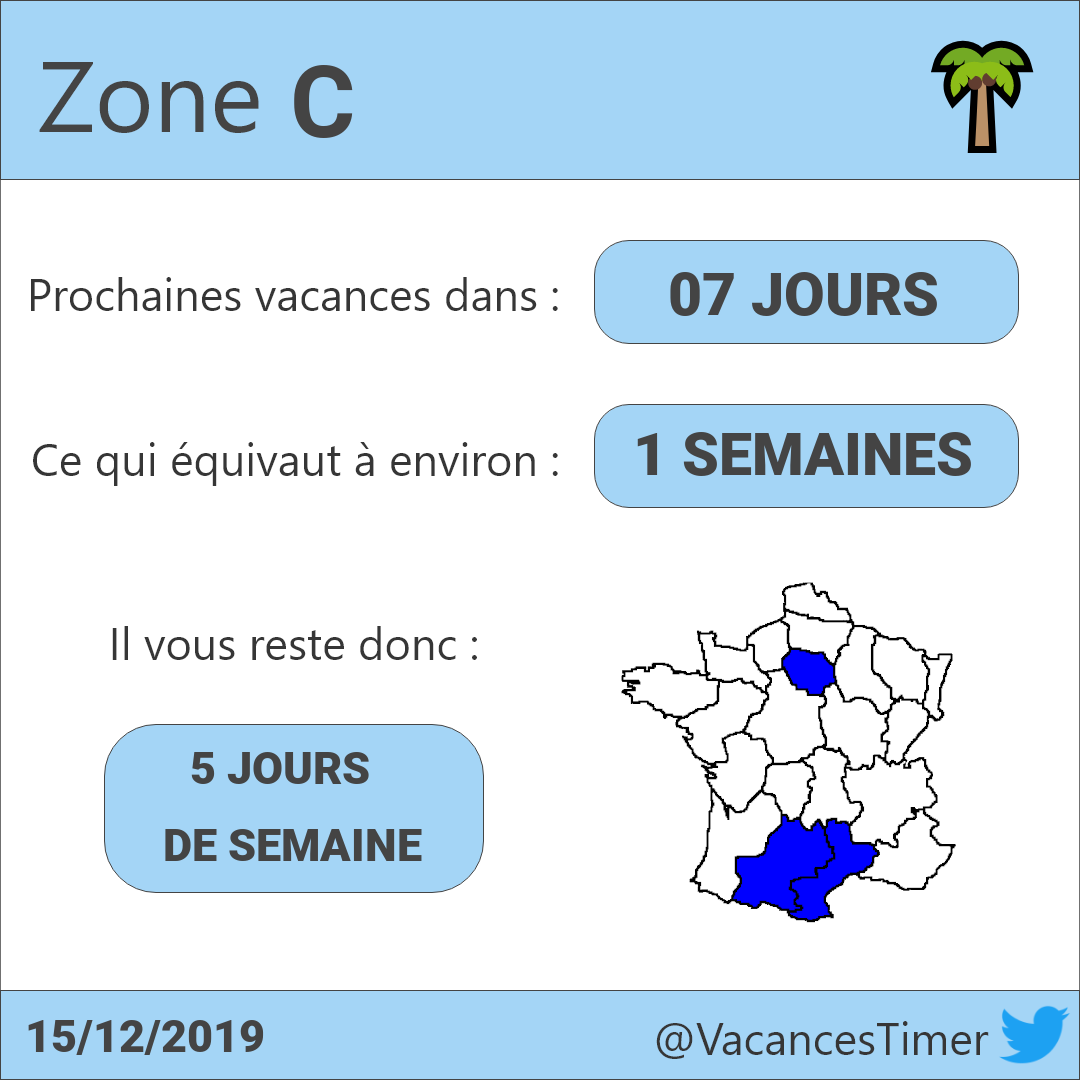 Zone C
Prochaines vacances dans : 07 JOURS
Ce qui équivaut à environ : 1 SEMAINES
Il vous reste donc :
5 JOURS
DE SEMAINE
15/12/2019 @VacancesTimer